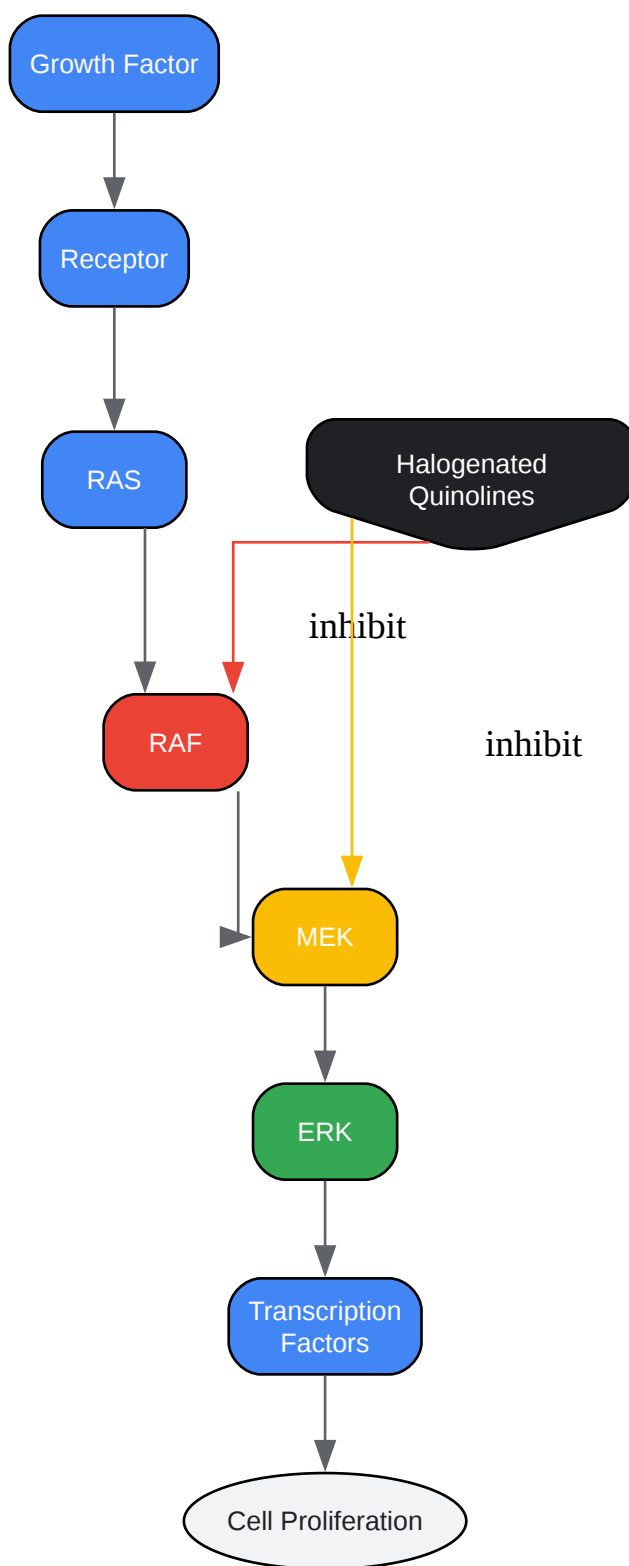 Growth Factor
Receptor
RAS
Halogenated
Quinolines
inhibit
RAF
inhibit
MEK
ERK
Transcription
Factors
Cell Proliferation